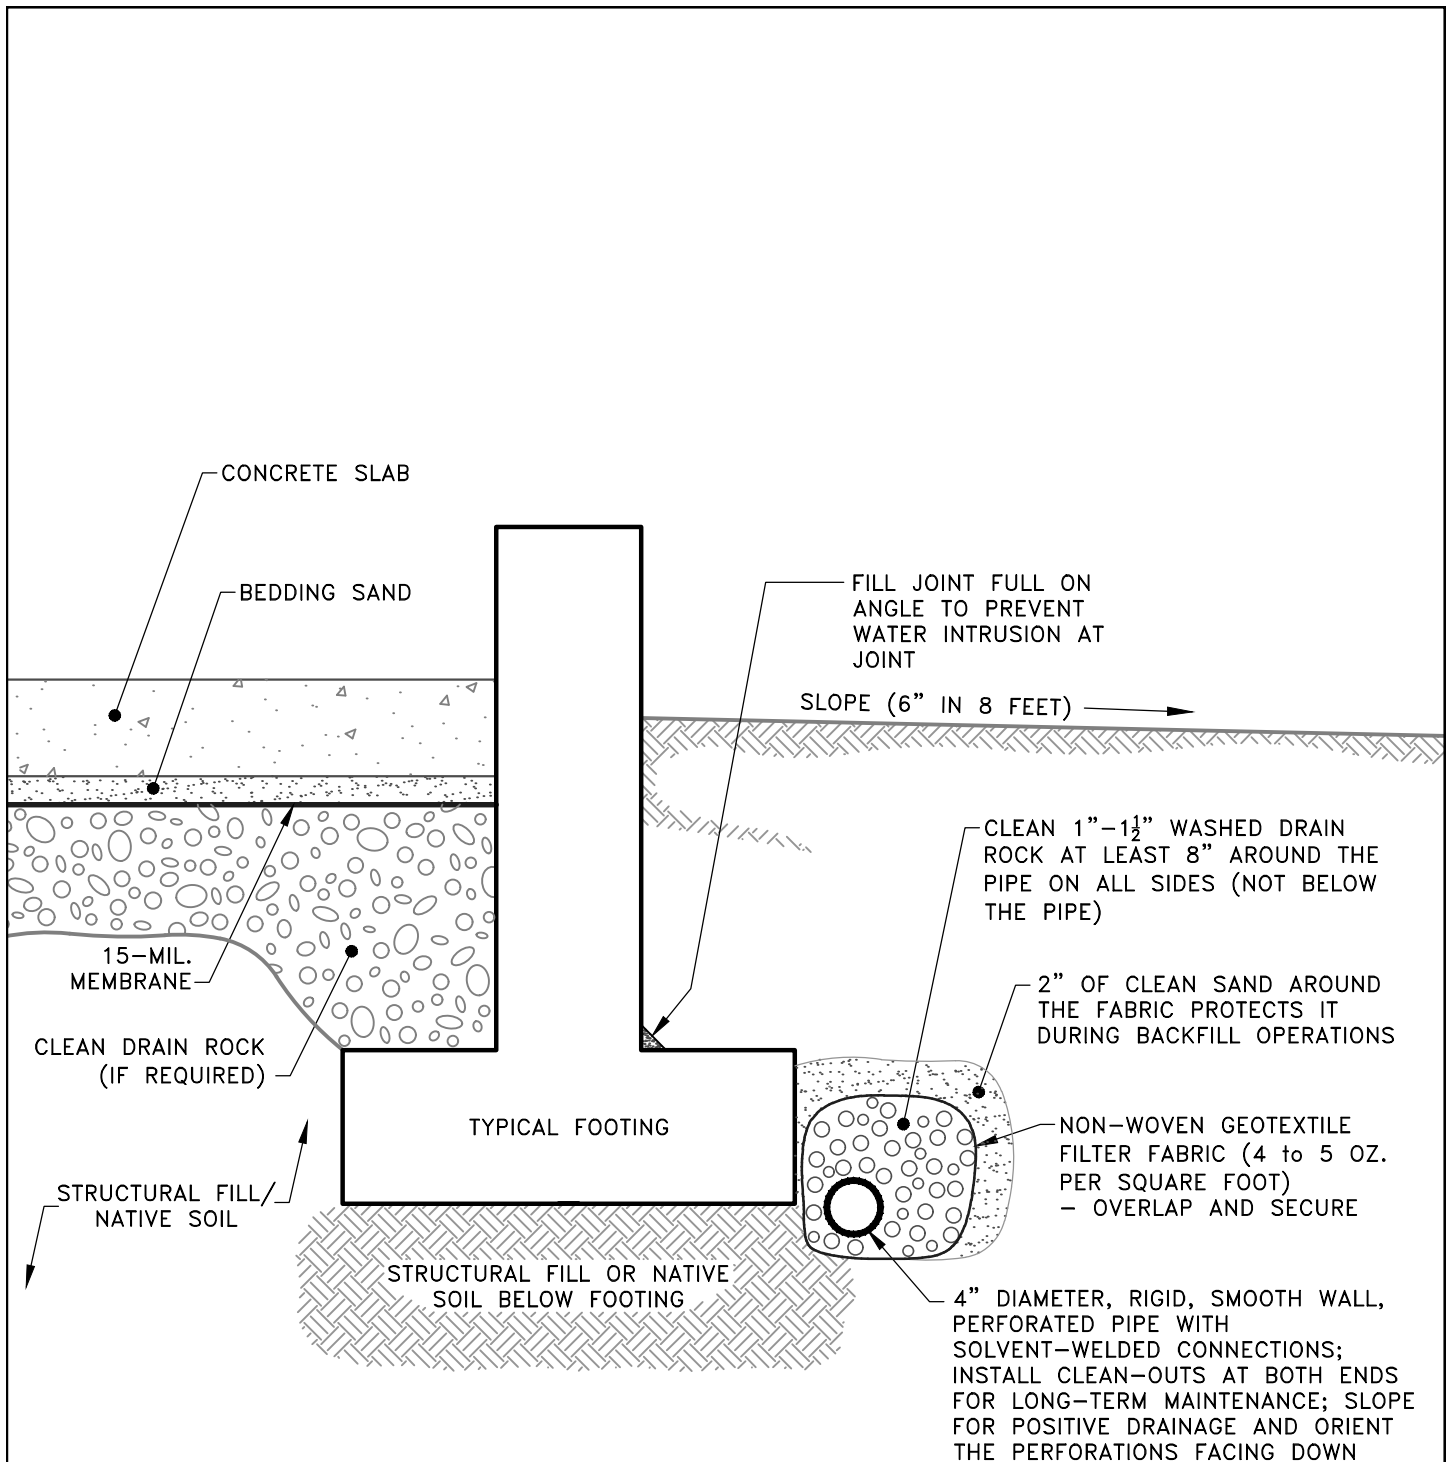 CONCRETE SLAB
BEDDING SAND
FILL JOINT FULL ON
ANGLE TO PREVENT
WATER INTRUSION AT
JOINT
SLOPE (6" IN 8 FEET)
CLEAN 1"-1½" WASHED DRAIN
ROCK AT LEAST 8" AROUND THE
PIPE ON ALL SIDES (NOT BELOW
THE PIPE)
15-MIL.
MEMBRANE
2" OF CLEAN SAND AROUND
THE FABRIC PROTECTS IT
DURING BACKFILL OPERATIONS
CLEAN DRAIN ROCK
(IF REQUIRED)
TYPICAL FOOTING
NON-WOVEN GEOTEXTILE
FILTER FABRIC (4 to 5 OZ.
PER SQUARE FOOT)
- OVERLAP AND SECURE
STRUCTURAL FILL/
NATIVE SOIL
STRUCTURAL FILL OR NATIVE
SOIL BELOW FOOTING
4" DIAMETER, RIGID, SMOOTH WALL,
PERFORATED PIPE WITH
SOLVENT-WELDED CONNECTIONS;
INSTALL CLEAN-OUTS AT BOTH ENDS
FOR LONG-TERM MAINTENANCE; SLOPE
FOR POSITIVE DRAINAGE AND ORIENT
THE PERFORATIONS FACING DOWN